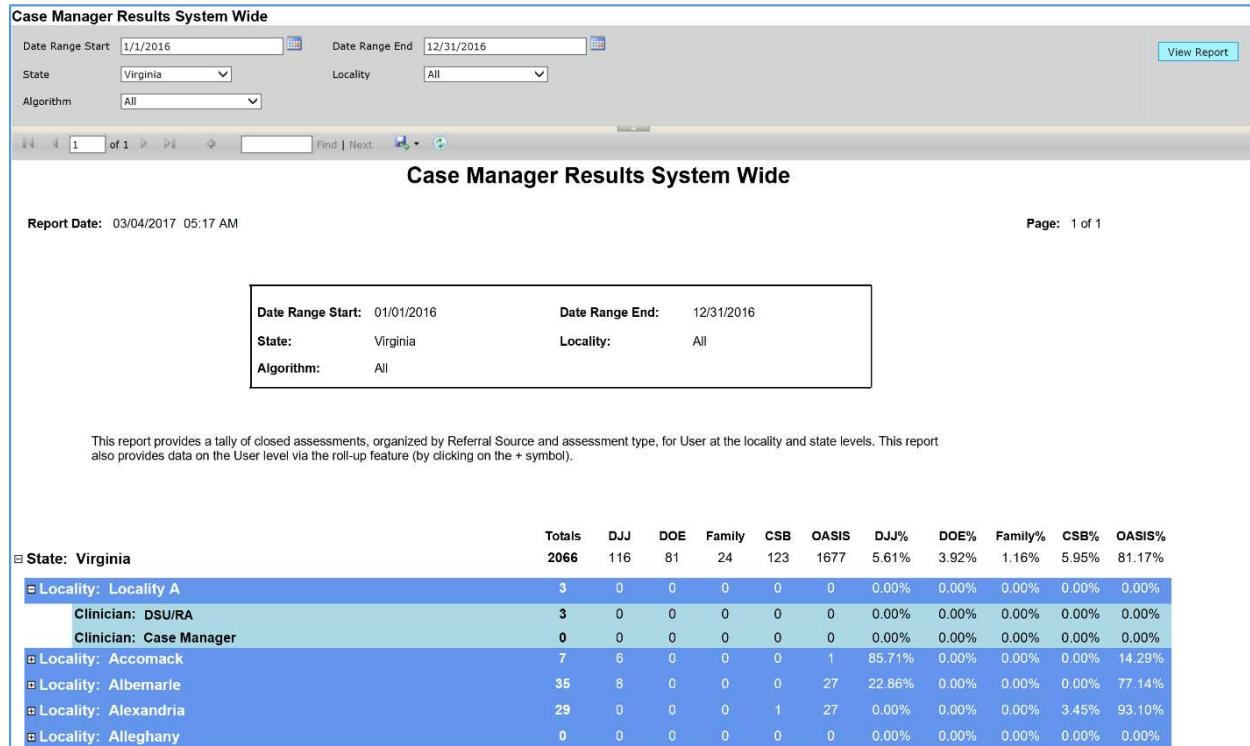 Case Manager Results System Wide
Date Range Start 1/1/2016 Date Range End 12/31/2016
View Report
State Virginia Locality All
Algorithm All
1 of 1 Find | Next
Case Manager Results System Wide
Report Date: 03/04/2017 05:17 AM Page: 1 of 1
Date Range Start: 01/01/2016 Date Range End: 12/31/2016
State: Virginia Locality: All
Algorithm: All
This report provides a tally of closed assessments, organized by Referral Source and assessment type, for User at the locality and state levels. This report
also provides data on the User level via the roll-up feature (by clicking on the + symbol).
Totals DJJ DOE Family CSB OASIS DJJ% DOE% Family% CSB% OASIS%
State: Virginia 2066 116 81 24 123 1677 5.61% 3.92% 1.16% 5.95% 81.17%
Locality: Locality A 3 0 0 0 0 0 0.00% 0.00% 0.00% 0.00% 0.00%
Clinician: DSU/RA 3 0 0 0 0 0 0.00% 0.00% 0.00% 0.00% 0.00%
Clinician: Case Manager 0 0 0 0 0 0 0.00% 0.00% 0.00% 0.00% 0.00%
Locality: Accomack 7 6 0 0 0 1 85.71% 0.00% 0.00% 0.00% 14.29%
Locality: Albemarle 35 8 0 0 0 27 22.86% 0.00% 0.00% 0.00% 77.14%
Locality: Alexandria 29 0 0 0 1 27 0.00% 0.00% 0.00% 3.45% 93.10%
Locality: Alleghany 0 0 0 0 0 0 0.00% 0.00% 0.00% 0.00% 0.00%